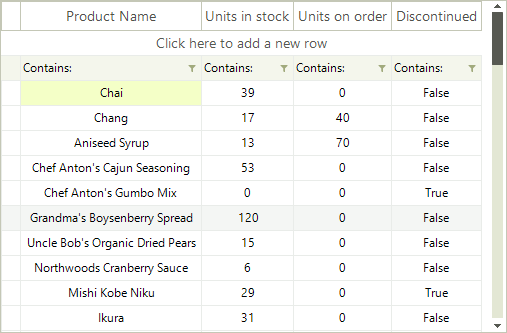 Product Name Units in stock Units on order Discontinued
Click here to add a new row
Contains: Contains: Contains: Contains:
Chai 39 0 False
Chang 17 40 False
Aniseed Syrup 13 70 False
Chef Anton's Cajun Seasoning 53 0 False
Chef Anton's Gumbo Mix 0 0 True
Grandma's Boysenberry Spread 120 0 False
Uncle Bob's Organic Dried Pears 15 0 False
Northwoods Cranberry Sauce 6 0 False
Mishi Kobe Niku 29 0 True
Ikura 31 0 False